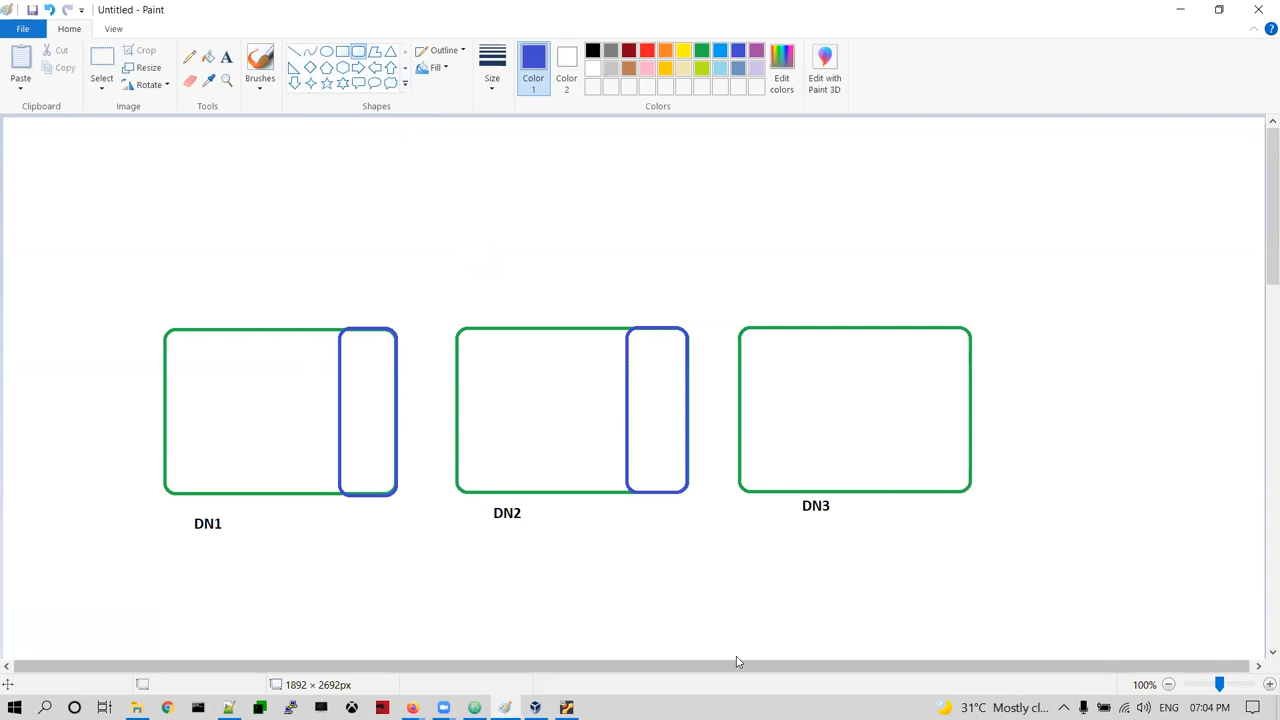 Untitled - Paint
File
Home
View
Paste
Cut
Copy
Clipboard
Select
Crop
Resize
Rotate
Image
A
Tools
Brushes
Shapes
Outline
Fill
Size
Color
1
Color
2
Colors
Edit
colors
Edit with
Paint 3D
DN1
DN2
DN3
1892 × 2692px
100%
31°C Mostly cl...
ENG
07:04 PM